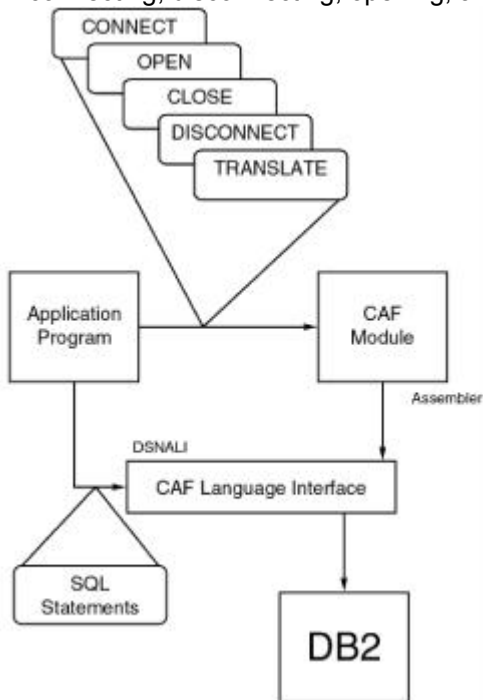 CONNECT
OPEN
CLOSE
DISCONNECT
TRANSLATE
Application
Program
CAF
Module
Assembler
DSNALI
CAF Language Interface
SQL
Statements
DB2